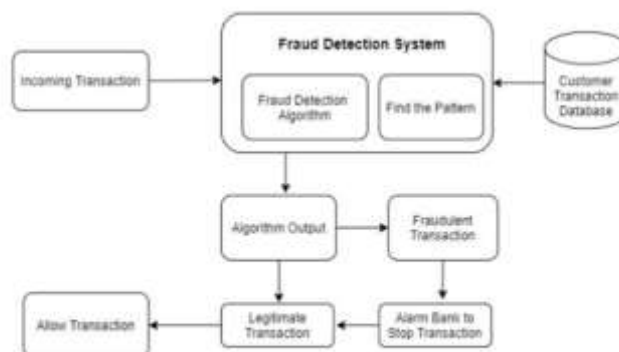 Fraud Detection System
Incoming Transaction
Fraud Detection
Algorithm
Find the Pattern
Customer
Transaction
Database
Algorithm Output
Fraudulent
Transaction
Allow Transaction
Legitimate
Transaction
Alarm Bank to
Stop Transaction